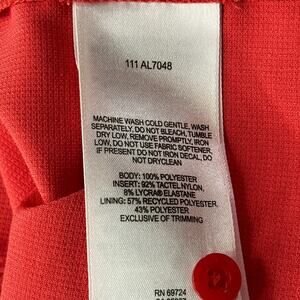 111 AL7048
MACHINE WASH COLD GENTLE, WASH
SEPARATELY, DO NOT BLEACH, TUMBLE
DRY LOW, REMOVE PROMPTLY, IRON
LOW, DO NOT USE FABRIC SOFTENER,
IF PRESENT DO NOT IRON DECAL, DO
NOT DRYCLEAN
BODY: 100% POLYESTER
INSERT: 92% TACTEL NYLON,
8% LYCRA® ELASTANE
LINING: 57% RECYCLED POLYESTER,
43% POLYESTER
EXCLUSIVE OF TRIMMING
RN 69724